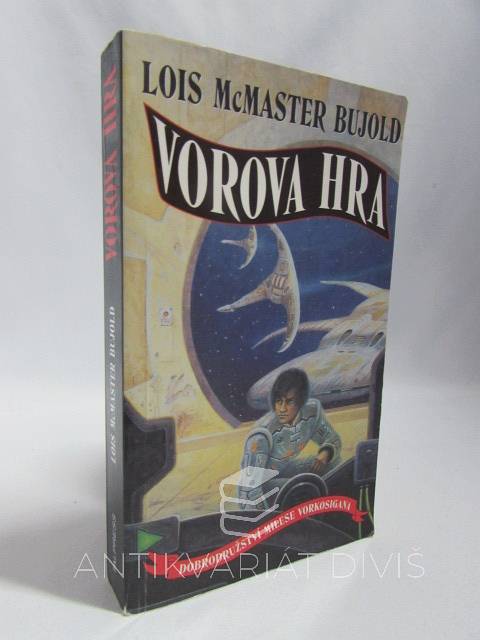 LOIS McMASTER BUJOLD
VOROVA HRA
DOBRODRUŽSTVÍ MILESE VORKOSIGANA
VOROVA HRA
LOIS McMASTER BUJOLD
ANTIKVARIÁT DIVIŠ